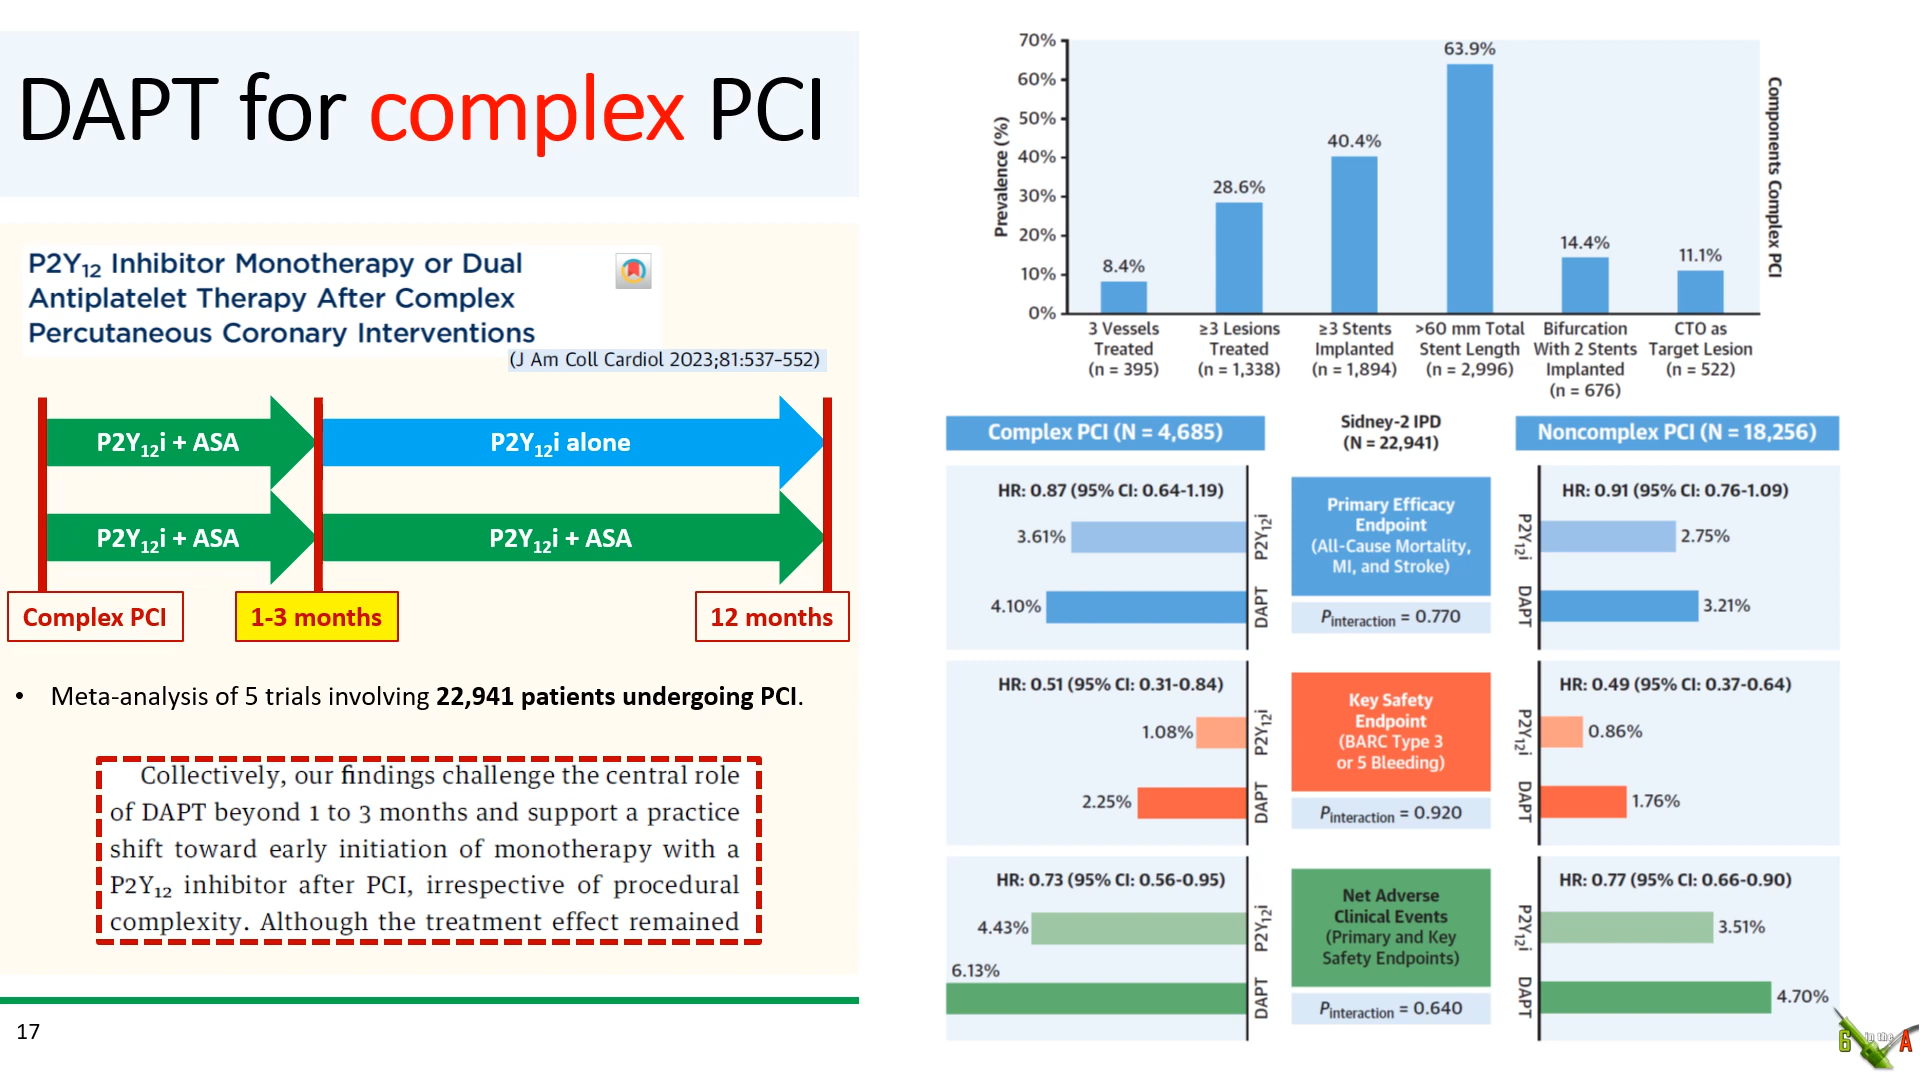 DAPT for complex PCI
P2Y12 Inhibitor Monotherapy or Dual
Antiplatelet Therapy After Complex
Percutaneous Coronary Interventions
(J Am Coll Cardiol 2023;81:537–552)
P2Y12i + ASA
P2Y12i alone
P2Y12i + ASA
P2Y12i + ASA
Complex PCI
1-3 months
12 months
• Meta-analysis of 5 trials involving 22,941 patients undergoing PCI.
Collectively, our findings challenge the central role
of DAPT beyond 1 to 3 months and support a practice
shift toward early initiation of monotherapy with a
P2Y12 inhibitor after PCI, irrespective of procedural
complexity. Although the treatment effect remained
17
Prevalence (%)
70%
60%
50%
40%
30%
20%
10%
0%
8.4%
28.6%
40.4%
63.9%
14.4%
11.1%
3 Vessels
Treated
(n = 395)
≥3 Lesions
Treated
(n = 1,338)
≥3 Stents
Implanted
(n = 1,894)
>60 mm Total
Stent Length
(n = 2,996)
Bifurcation
With 2 Stents
Implanted
(n = 676)
CTO as
Target Lesion
(n = 522)
Components Complex PCI
Complex PCI (N = 4,685)
Sidney-2 IPD
(N = 22,941)
Noncomplex PCI (N = 18,256)
HR: 0.87 (95% CI: 0.64-1.19)
3.61%
P2Y12i
4.10%
DAPT
Primary Efficacy
Endpoint
(All-Cause Mortality,
MI, and Stroke)
Pinteraction = 0.770
HR: 0.91 (95% CI: 0.76-1.09)
P2Y12i
2.75%
DAPT
3.21%
HR: 0.51 (95% CI: 0.31-0.84)
1.08%
P2Y12i
2.25%
DAPT
Key Safety
Endpoint
(BARC Type 3
or 5 Bleeding)
Pinteraction = 0.920
HR: 0.49 (95% CI: 0.37-0.64)
P2Y12i
0.86%
DAPT
1.76%
HR: 0.73 (95% CI: 0.56-0.95)
4.43%
P2Y12i
6.13%
DAPT
Net Adverse
Clinical Events
(Primary and Key
Safety Endpoints)
Pinteraction = 0.640
HR: 0.77 (95% CI: 0.66-0.90)
P2Y12i
3.51%
DAPT
4.70%
6 in the A